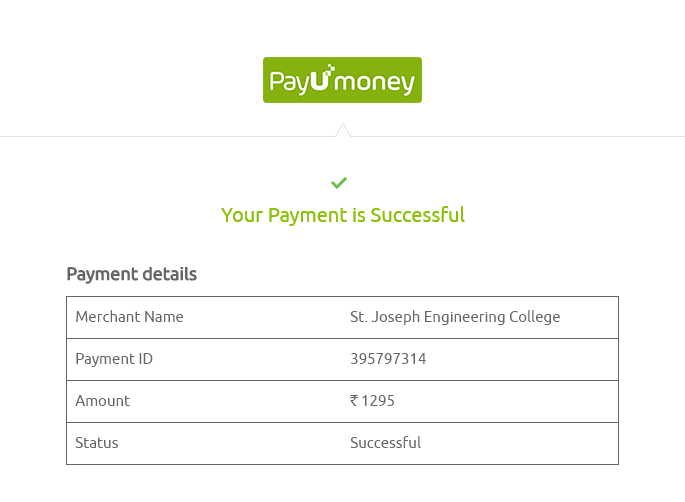 PayUmoney
Your Payment is Successful
Payment details
Merchant Name St. Joseph Engineering College
Payment ID 395797314
Amount ₹ 1295
Status Successful